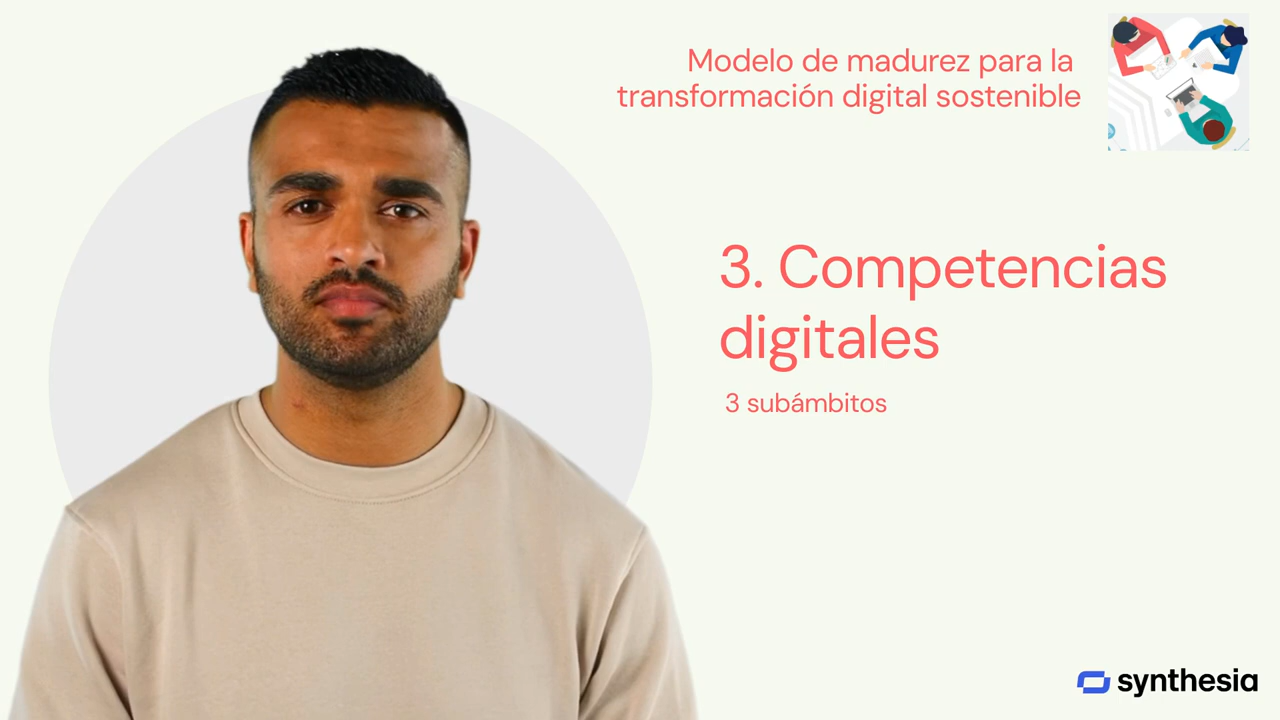 Modelo de madurez para la
transformación digital sostenible
3. Competencias
digitales
3 subámbitos
synthesia